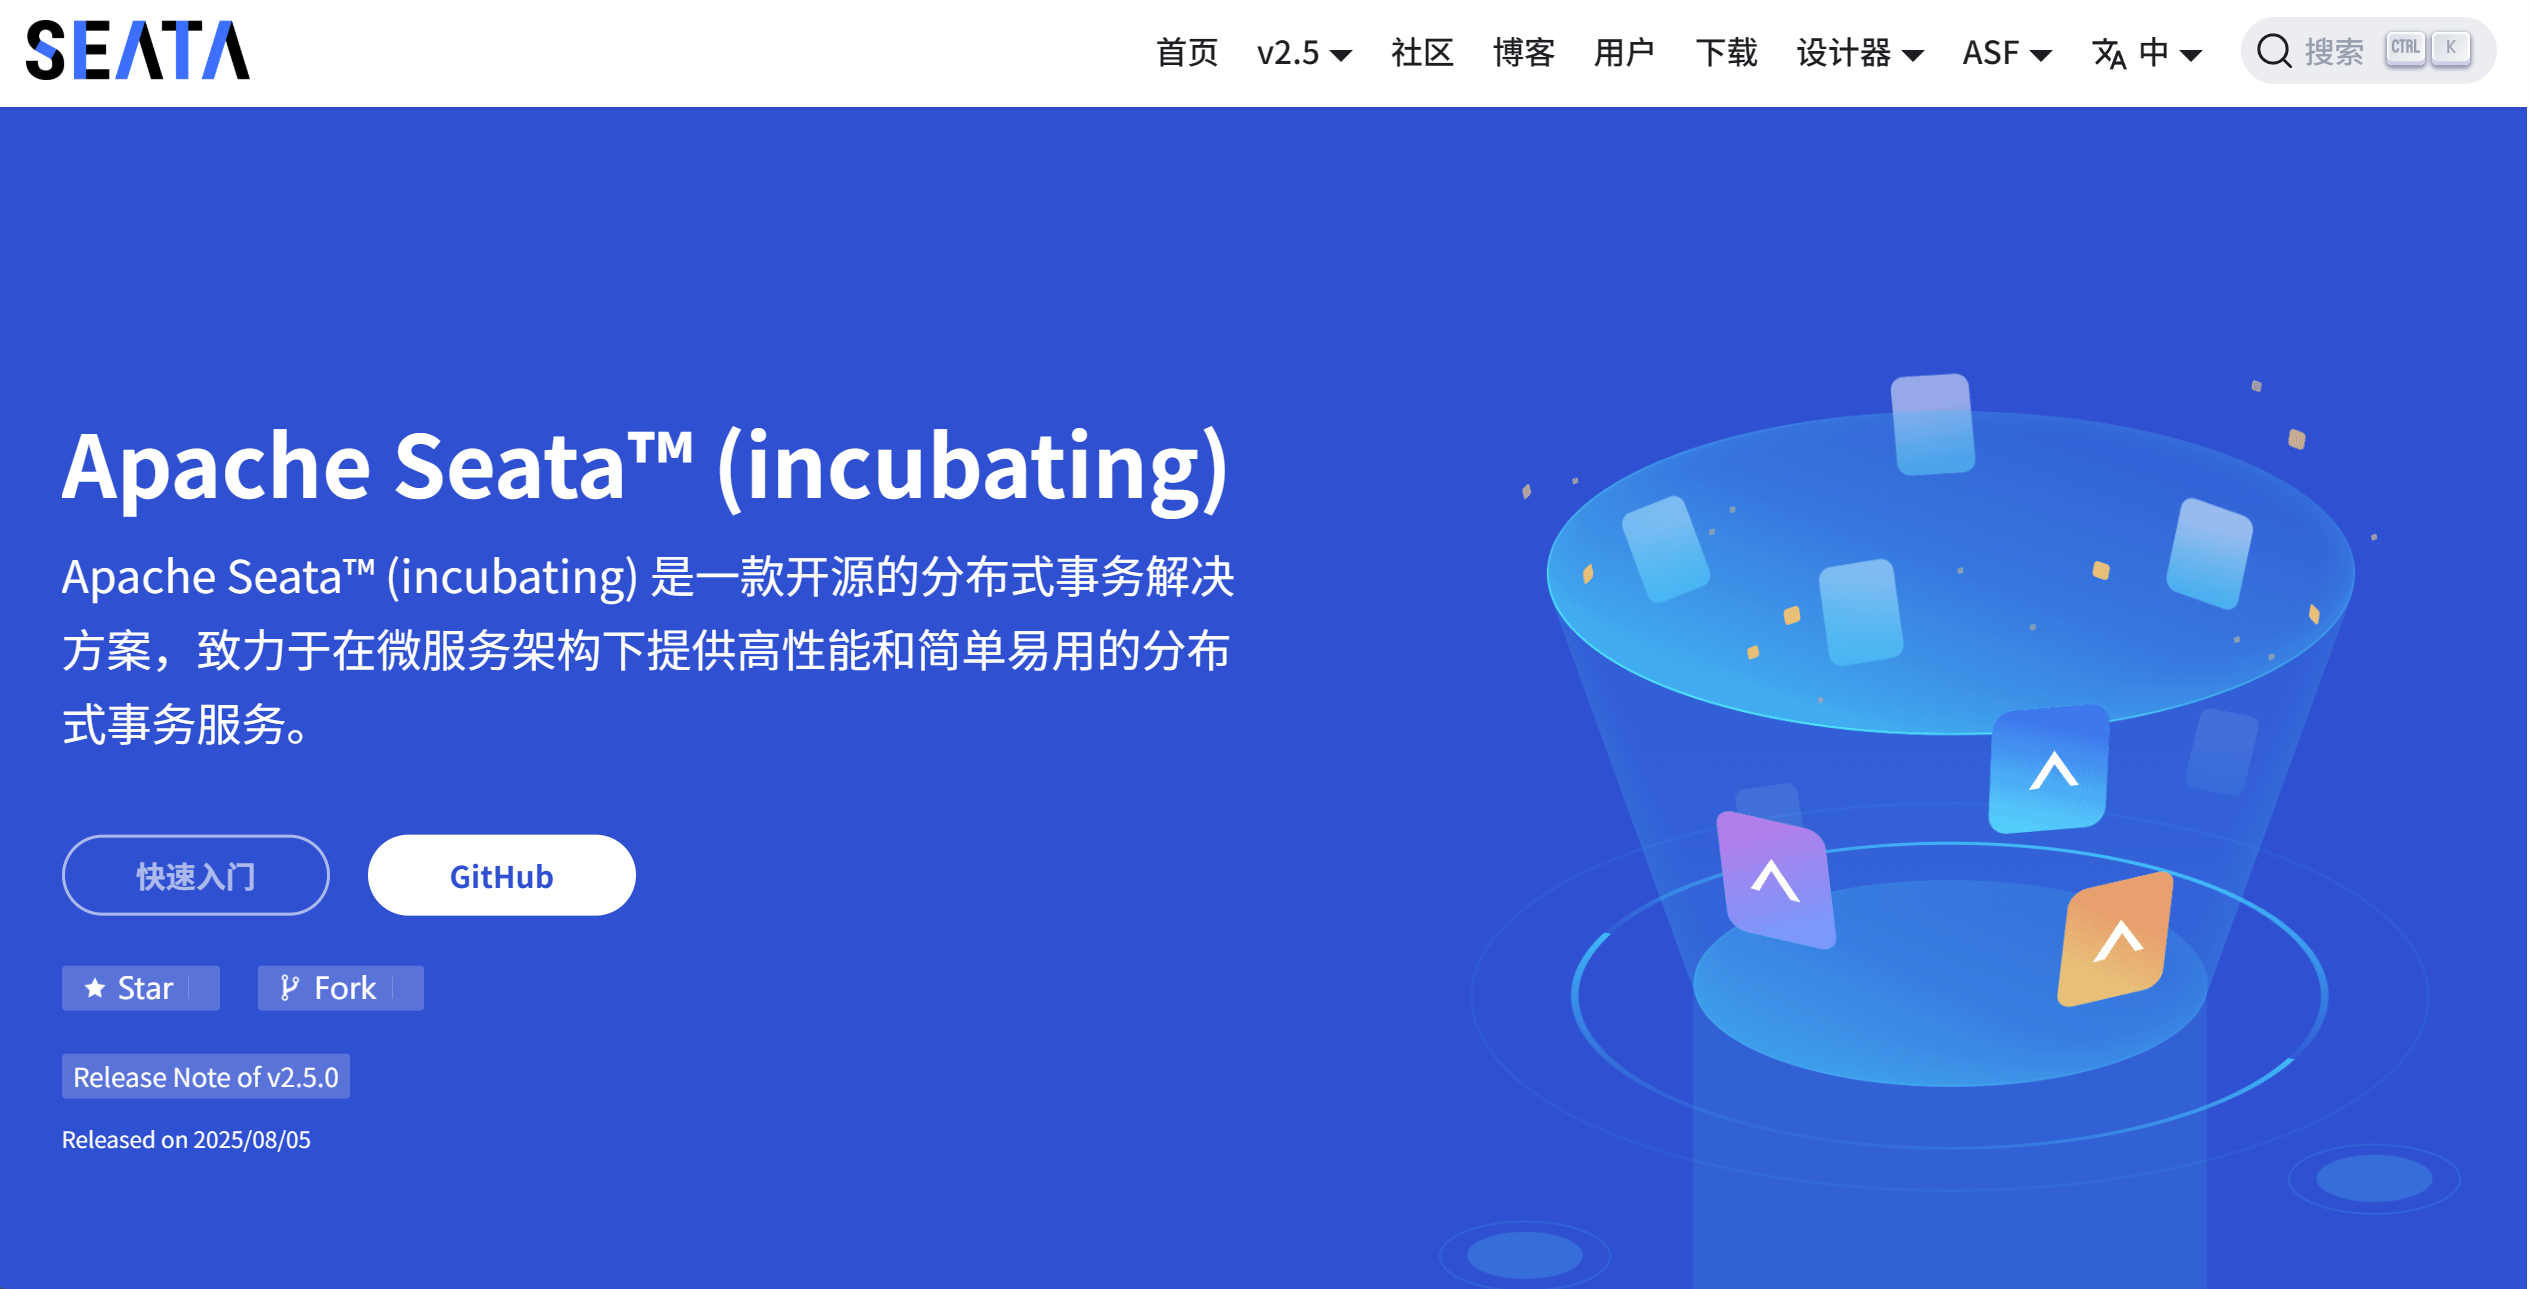 SEATA
首页 v2.5 社区 博客 用户 下载 设计器 ASF 中 搜索 CTRL K
Apache Seata™ (incubating)
Apache Seata™ (incubating) 是一款开源的分布式事务解决
方案，致力于在微服务架构下提供高性能和简单易用的分布
式事务服务。
快速入门 GitHub
Star Fork
Release Note of v2.5.0
Released on 2025/08/05